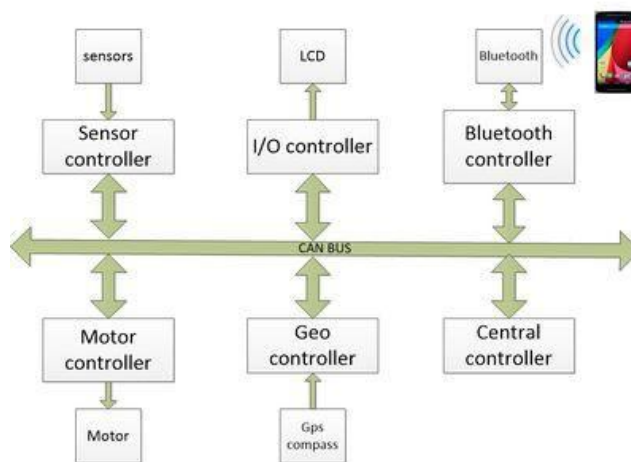 sensors
LCD
Bluetooth
Sensor
controller
I/O controller
Bluetooth
controller
CAN BUS
Motor
controller
Geo
controller
Central
controller
Motor
Gps
compass